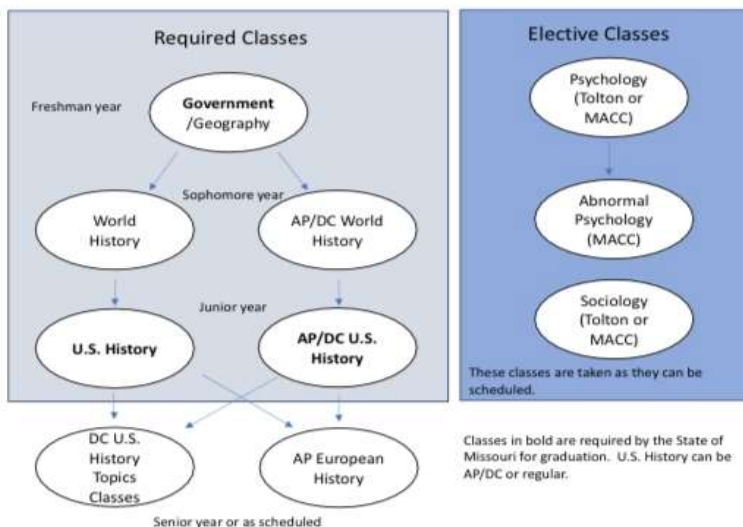 Required Classes
Freshman year
Government
/Geography
Sophomore year
World
History
AP/DC World
History
Junior year
U.S. History
AP/DC U.S.
History
DC U.S.
History
Topics
Classes
AP European
History
Senior year or as scheduled
Elective Classes
Psychology
(Tolton or
MACC)
Abnormal
Psychology
(MACC)
Sociology
(Tolton or
MACC)
These classes are taken as they can be
scheduled.
Classes in bold are required by the State of
Missouri for graduation. U.S. History can be
AP/DC or regular.